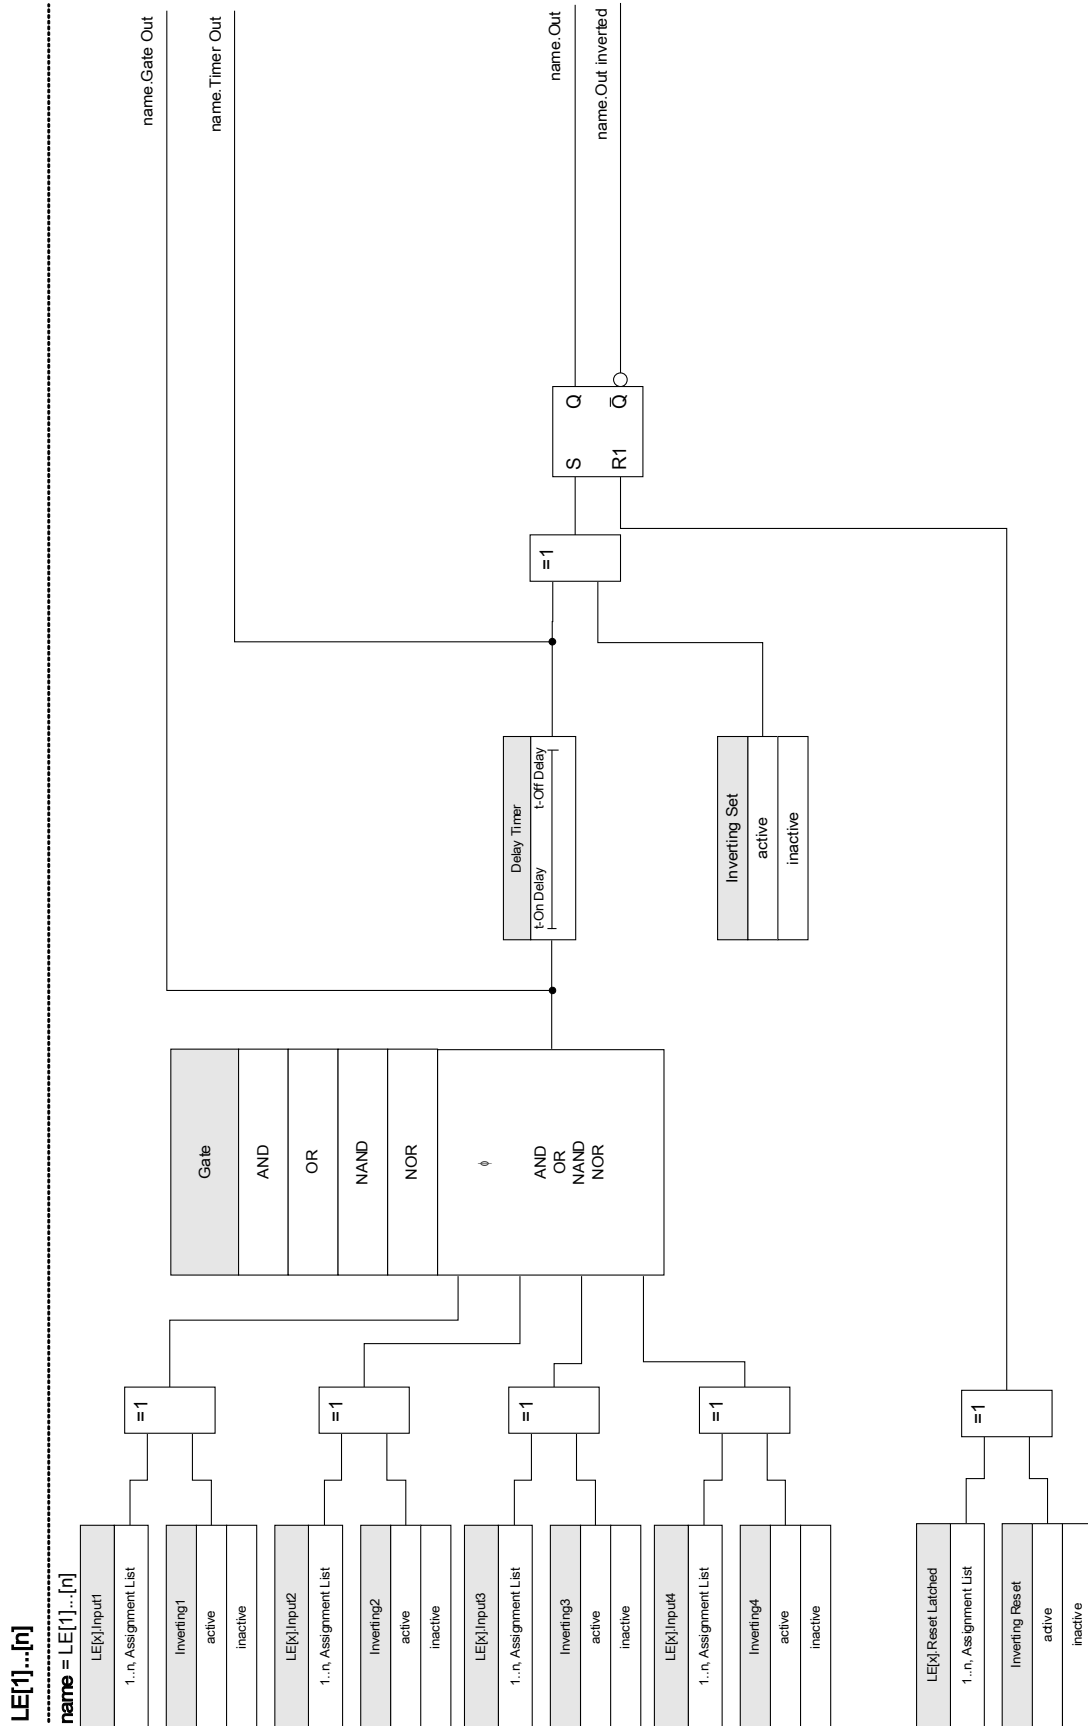 LE[1]...[n]
name = LE[1]...[n]
LE[x].Input1
1..n, Assignment List
Inverting1
active
inactive
LE[x].Input2
1..n, Assignment List
Inverting2
active
inactive
LE[x].Input3
1..n, Assignment List
Inverting3
active
inactive
LE[x].Input4
1..n, Assignment List
Inverting4
active
inactive
LE[x].Reset Latched
1..n, Assignment List
Inverting Reset
active
inactive
=1
=1
=1
=1
=1
Gate
AND
OR
NAND
NOR
ϕ
AND
OR
NAND
NOR
Delay Timer
t-On Delay
t-Off Delay
Inverting Set
active
inactive
=1
S
Q
R1
Q̅
name.Gate Out
name.Timer Out
name.Out
name.Out inverted